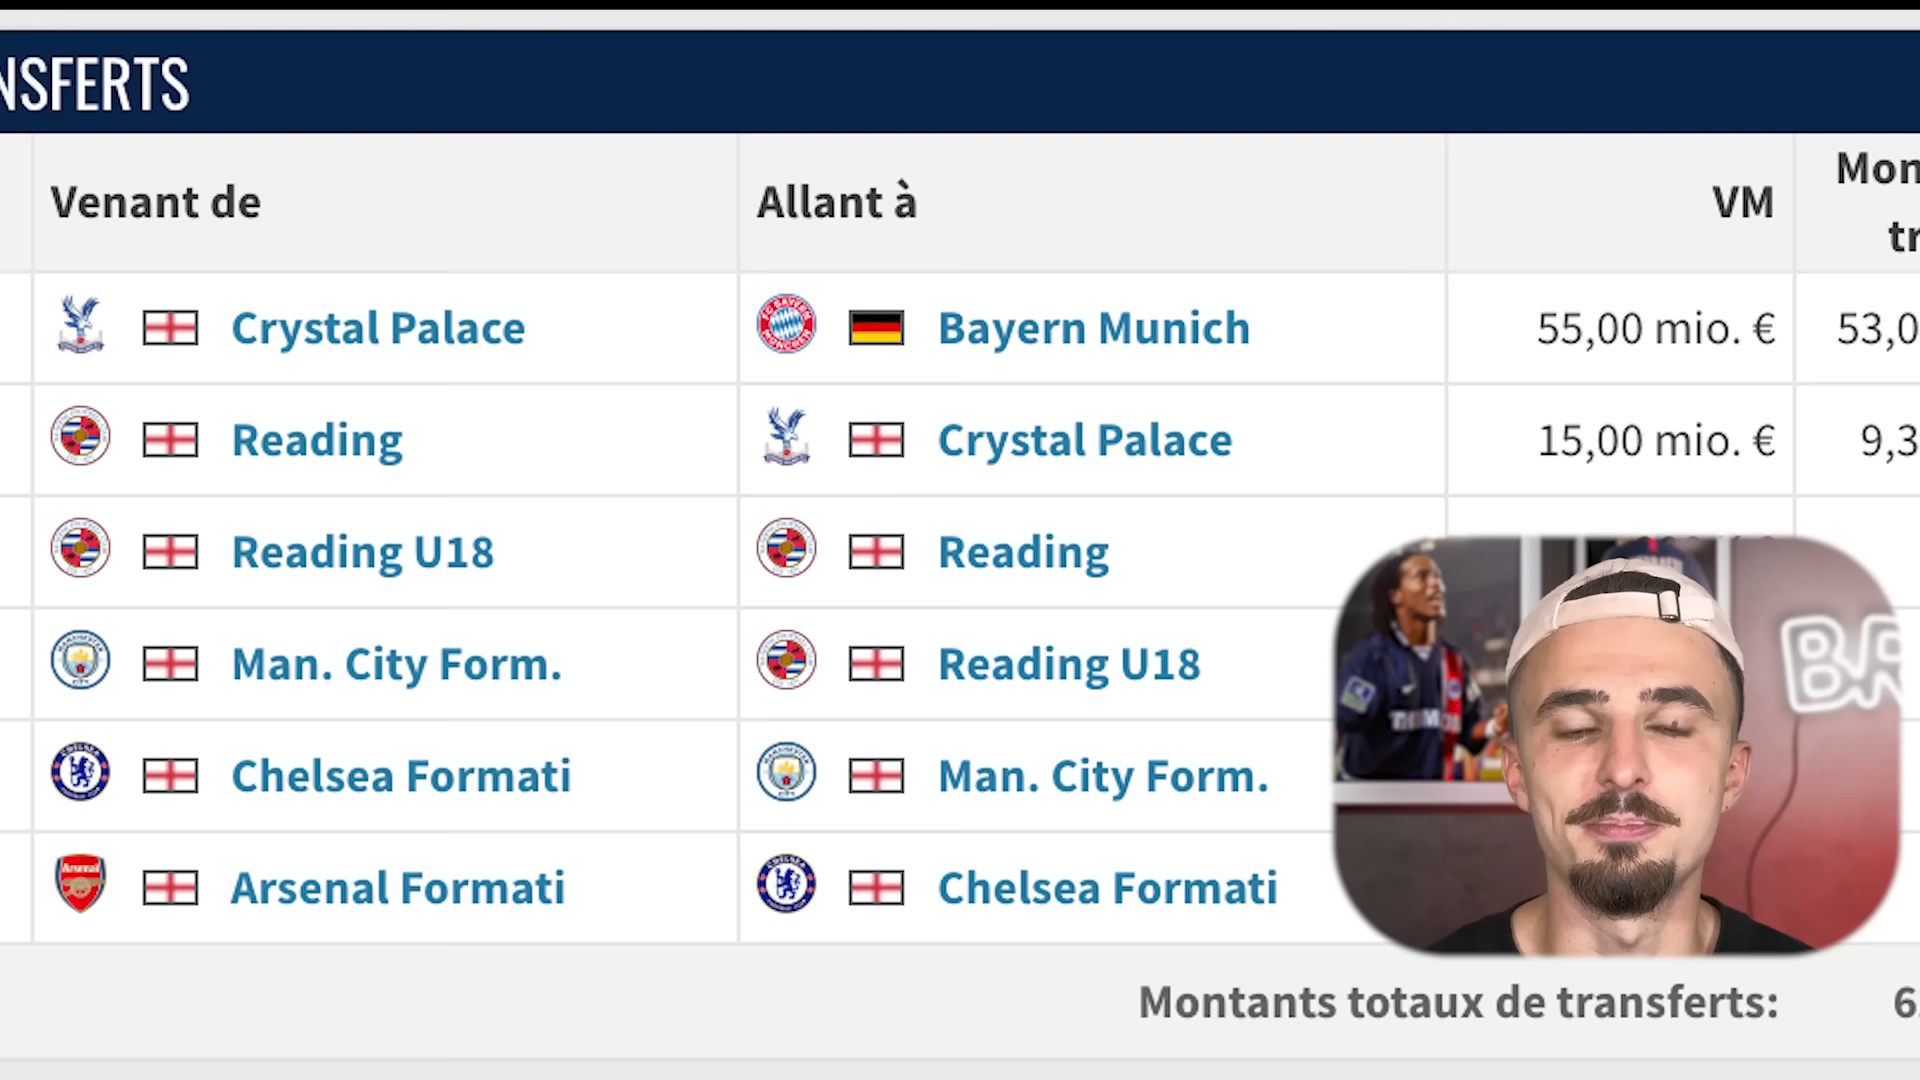 NSFERTS
Venant de Allant à VM Mon
tr
Crystal Palace Bayern Munich 55,00 mio. € 53,0
Reading Crystal Palace 15,00 mio. € 9,3
Reading U18 Reading
Man. City Form. Reading U18
Chelsea Formati Man. City Form.
Arsenal Formati Chelsea Formati
Montants totaux de transferts: 6
BR